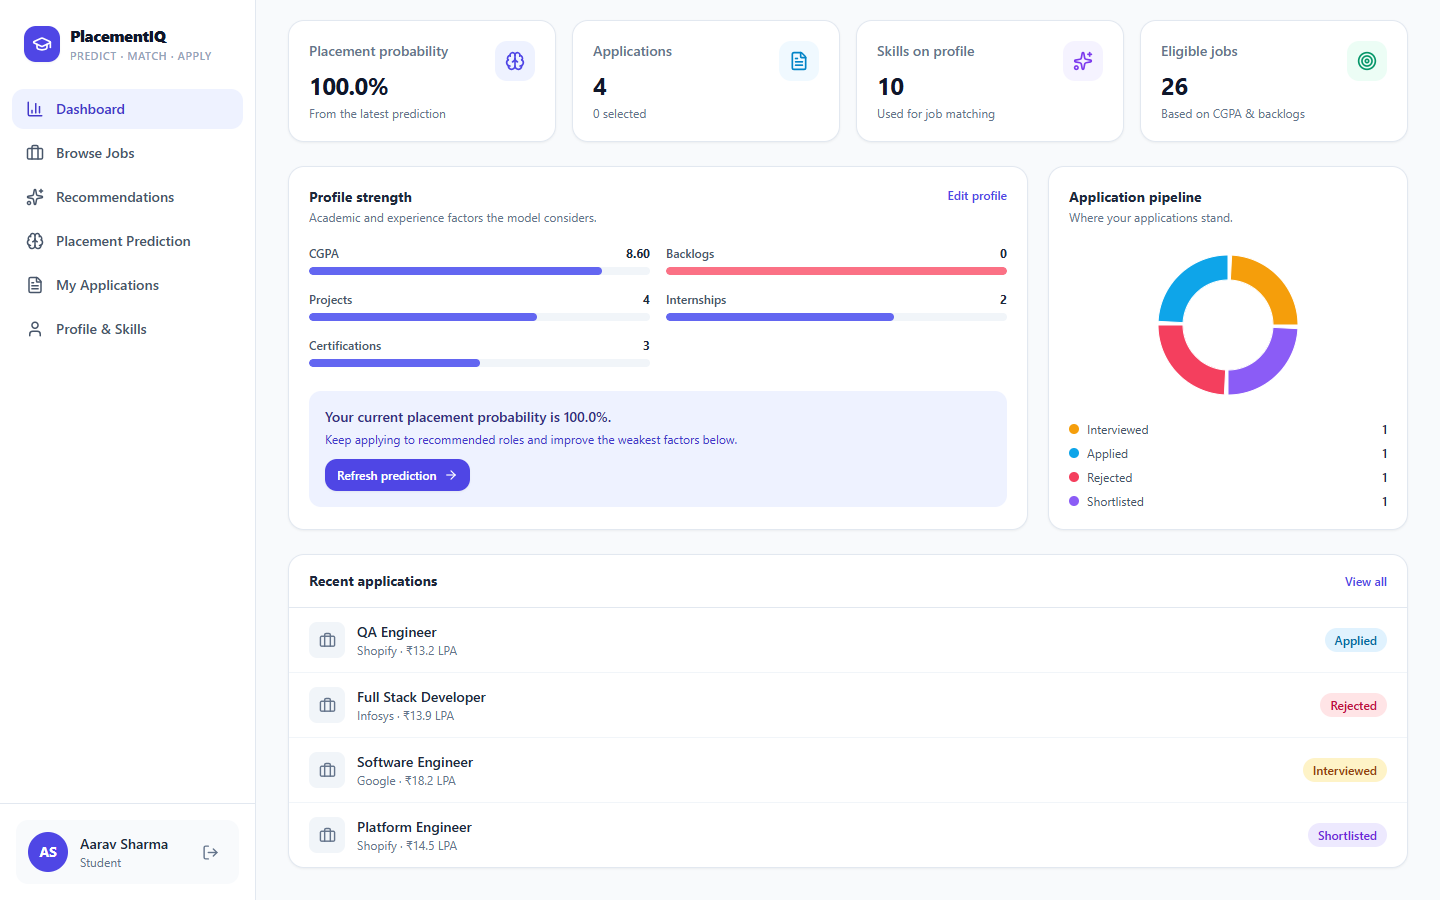 PlacementIQ
PREDICT · MATCH · APPLY
Dashboard
Browse Jobs
Recommendations
Placement Prediction
My Applications
Profile & Skills
AS
Aarav Sharma
Student
Placement probability
100.0%
From the latest prediction
Applications
4
0 selected
Skills on profile
10
Used for job matching
Eligible jobs
26
Based on CGPA & backlogs
Profile strength
Edit profile
Academic and experience factors the model considers.
CGPA 8.60
Backlogs 0
Projects 4
Internships 2
Certifications 3
Your current placement probability is 100.0%.
Keep applying to recommended roles and improve the weakest factors below.
Refresh prediction
Application pipeline
Where your applications stand.
Interviewed 1
Applied 1
Rejected 1
Shortlisted 1
Recent applications
View all
QA Engineer
Shopify · ₹13.2 LPA
Applied
Full Stack Developer
Infosys · ₹13.9 LPA
Rejected
Software Engineer
Google · ₹18.2 LPA
Interviewed
Platform Engineer
Shopify · ₹14.5 LPA
Shortlisted